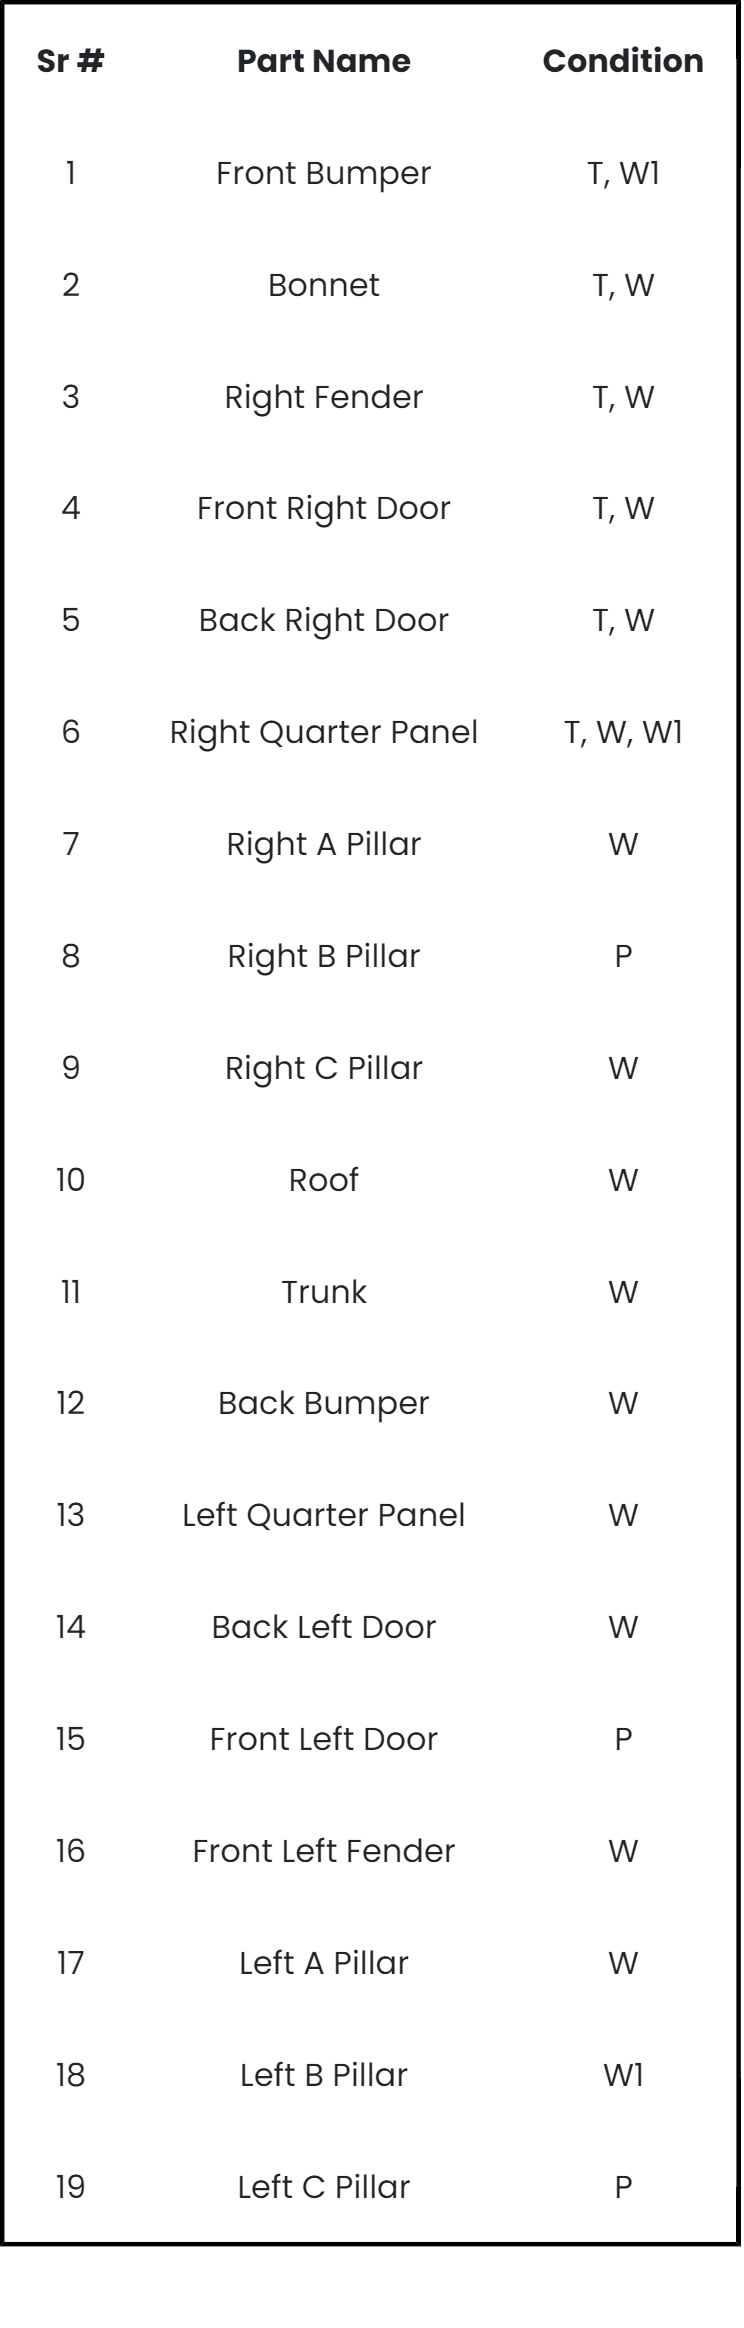 Sr # Part Name Condition
1 Front Bumper T, W1
2 Bonnet T, W
3 Right Fender T, W
4 Front Right Door T, W
5 Back Right Door T, W
6 Right Quarter Panel T, W, W1
7 Right A Pillar W
8 Right B Pillar P
9 Right C Pillar W
10 Roof W
11 Trunk W
12 Back Bumper W
13 Left Quarter Panel W
14 Back Left Door W
15 Front Left Door P
16 Front Left Fender W
17 Left A Pillar W
18 Left B Pillar W1
19 Left C Pillar P